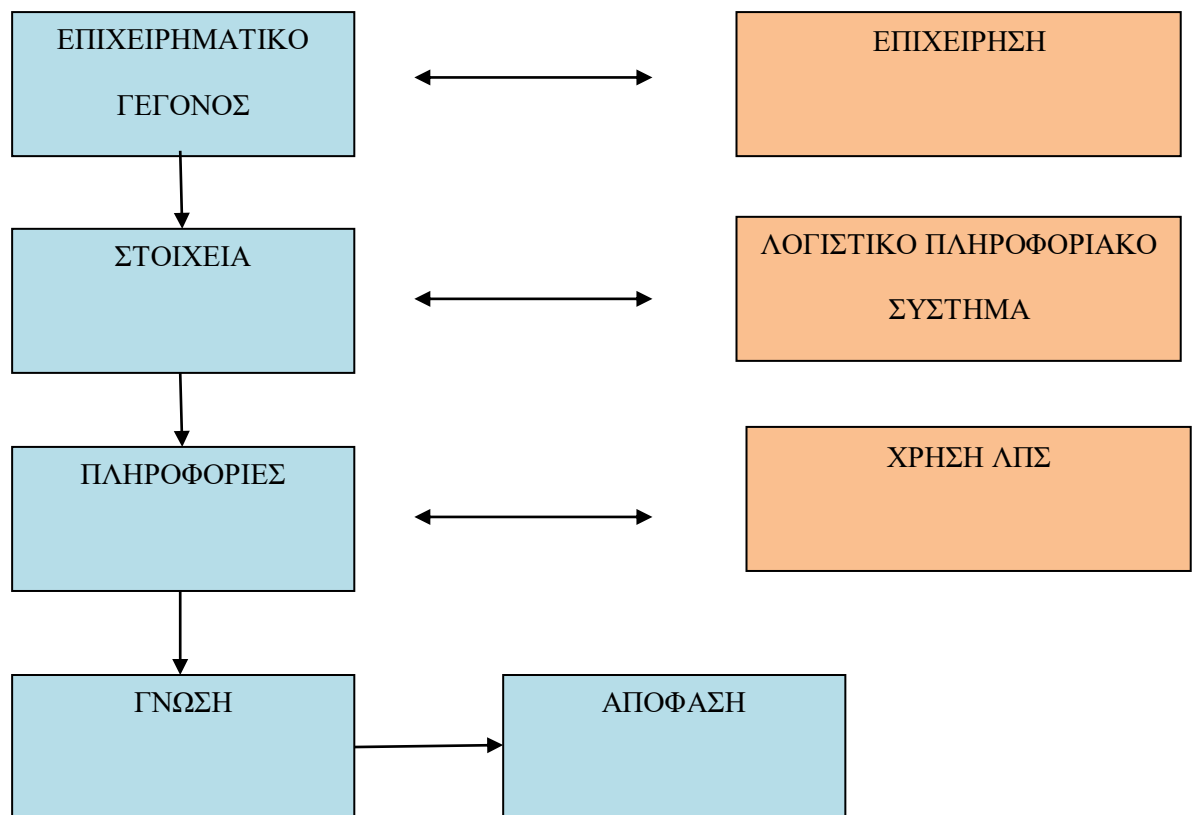 ΕΠΙΧΕΙΡΗΜΑΤΙΚΟ
ΓΕΓΟΝΟΣ
ΕΠΙΧΕΙΡΗΣΗ
ΣΤΟΙΧΕΙΑ
ΛΟΓΙΣΤΙΚΟ ΠΛΗΡΟΦΟΡΙΑΚΟ
ΣΥΣΤΗΜΑ
ΠΛΗΡΟΦΟΡΙΕΣ
ΧΡΗΣΗ ΛΠΣ
ΓΝΩΣΗ
ΑΠΟΦΑΣΗ